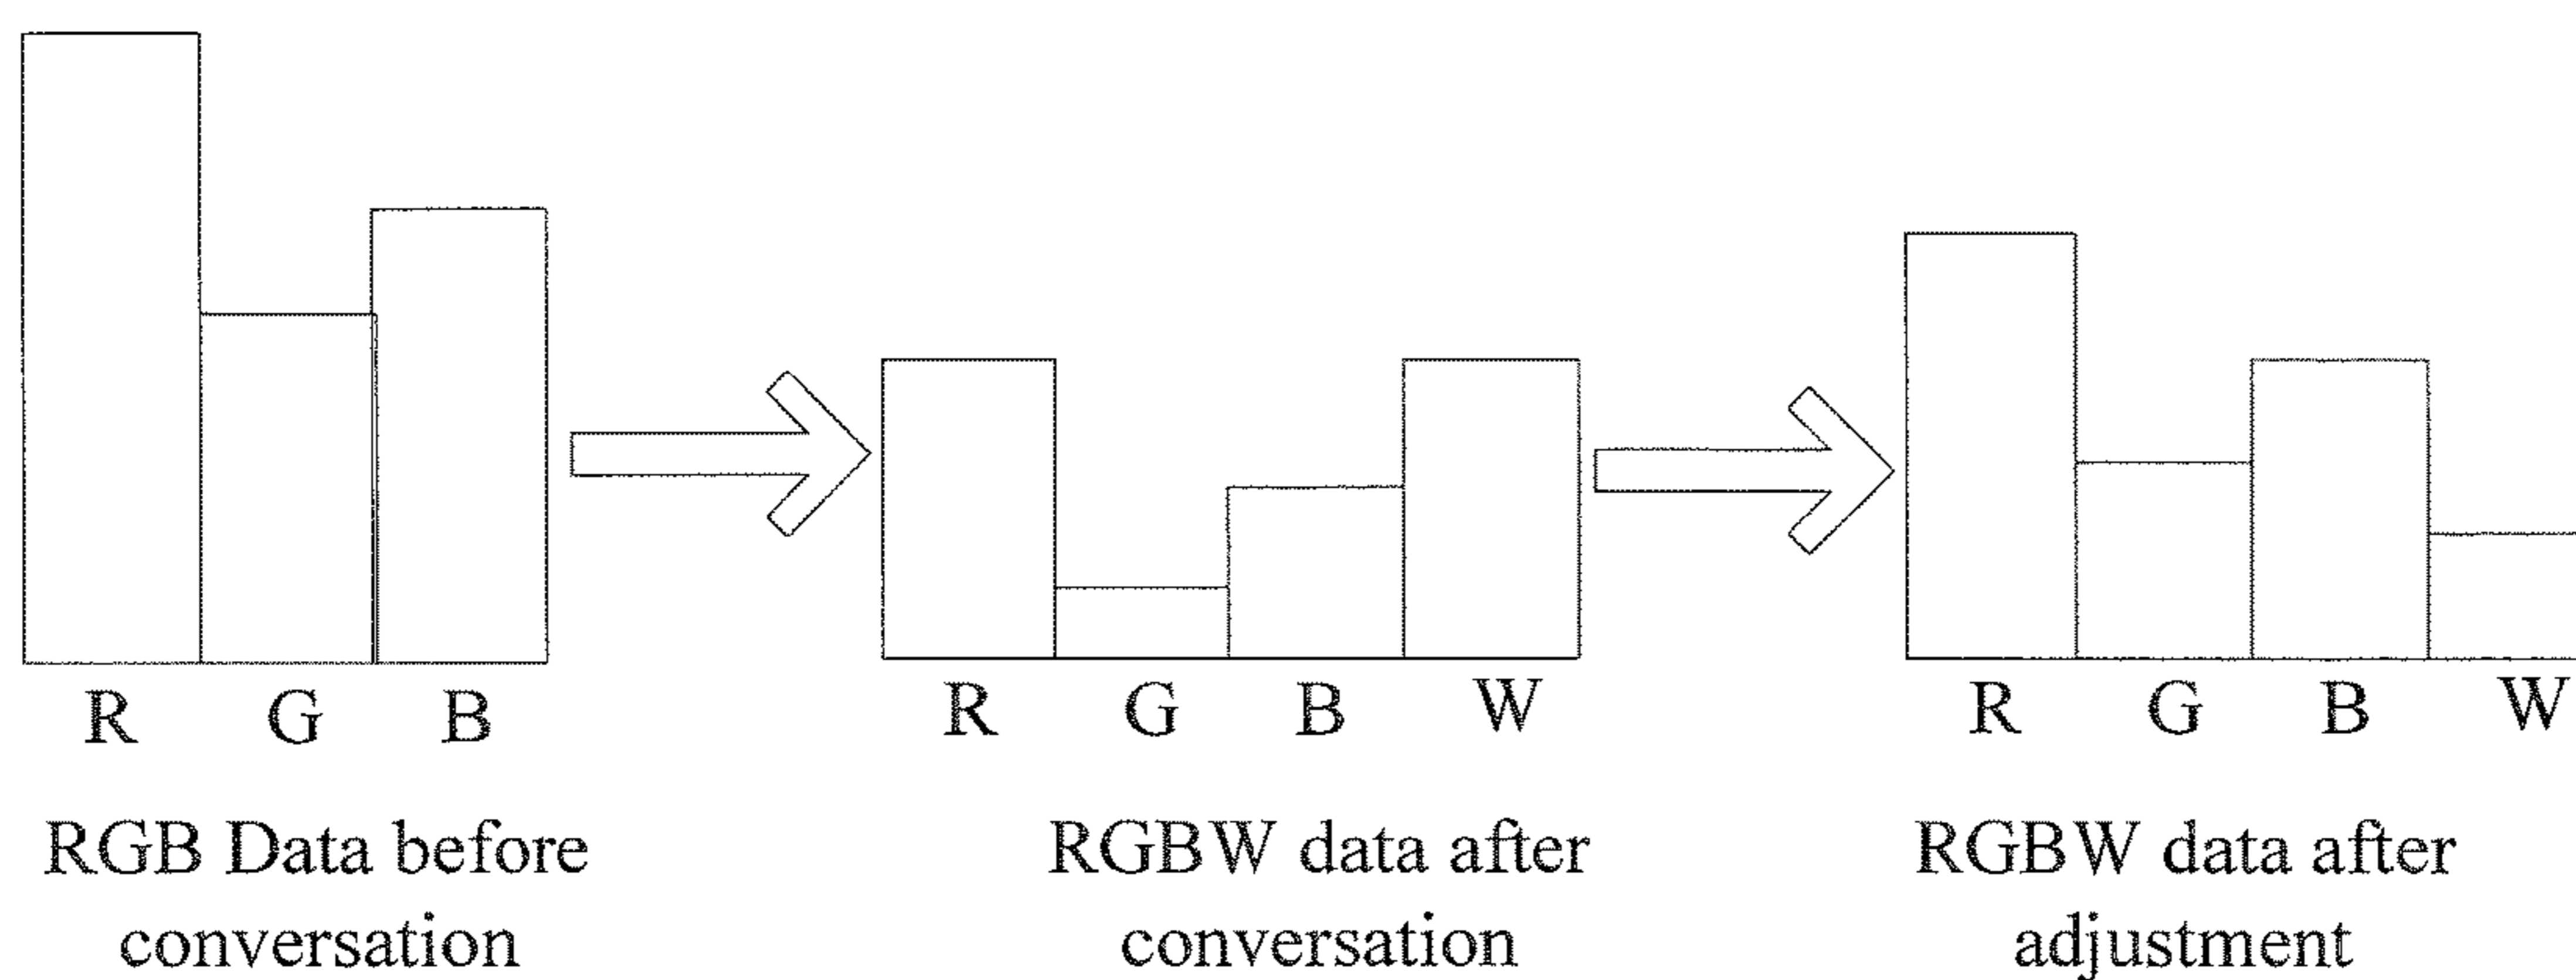 R G B
R G B W
R G B W
RGB Data before
conversation
RGBW data after
conversation
RGBW data after
adjustment